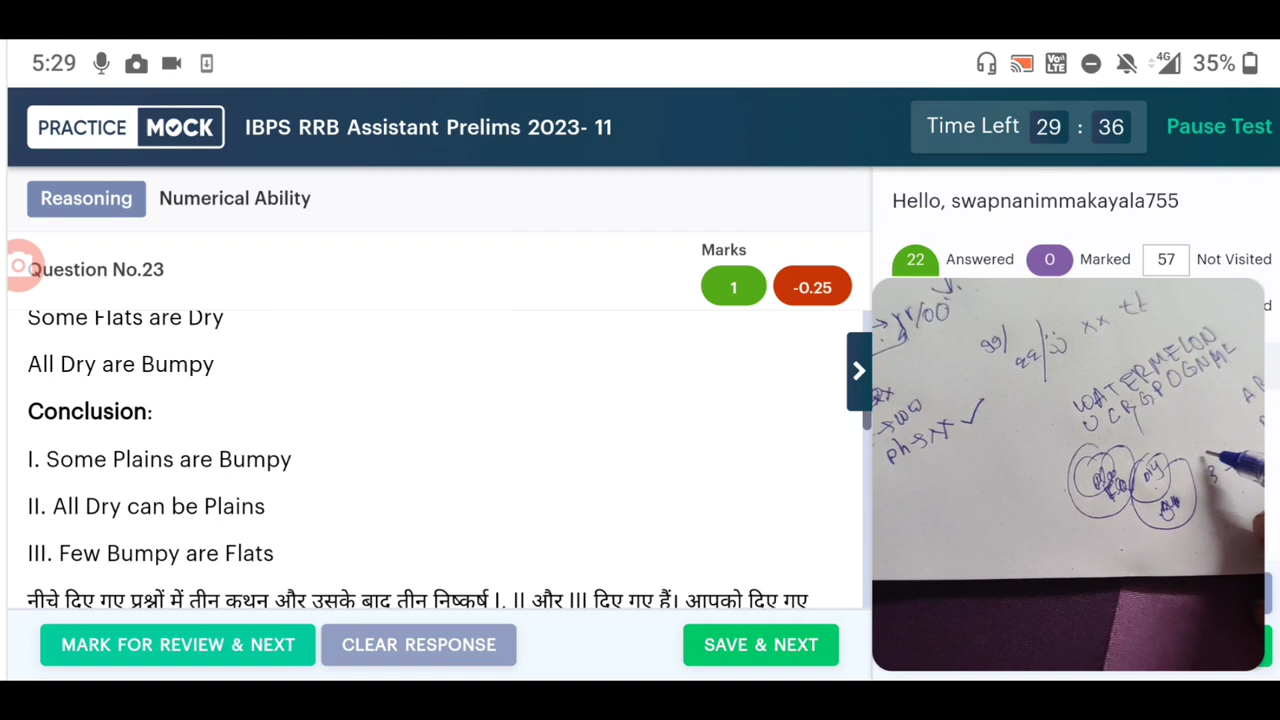 5:29
VoLTE
4G
35%
PRACTICE MOCK
IBPS RRB Assistant Prelims 2023- 11
Time Left 29 : 36
Pause Test
Reasoning
Numerical Ability
Hello, swapnanimmakayala755
Question No.23
Marks
1
-0.25
22 Answered
0 Marked
57 Not Visited
Some Flats are Dry
All Dry are Bumpy
Conclusion:
I. Some Plains are Bumpy
II. All Dry can be Plains
III. Few Bumpy are Flats
नीचे दिए गए प्रश्नों में तीन कथन और उसके बाद तीन निष्कर्ष I, II और III दिए गए हैं। आपको दिए गए
MARK FOR REVIEW & NEXT
CLEAR RESPONSE
SAVE & NEXT
xx tt
WATERMELON